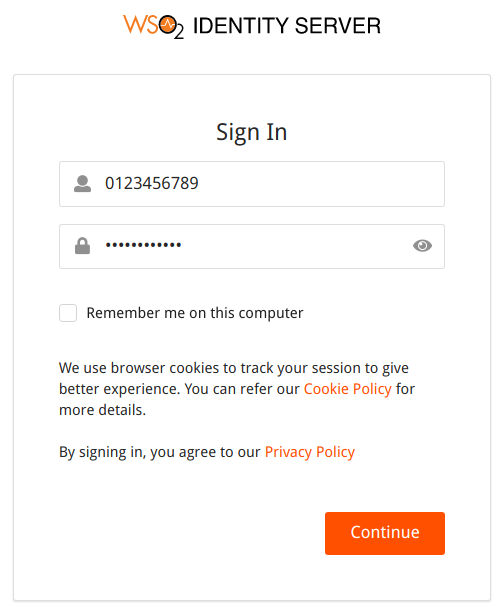 WSO2 IDENTITY SERVER
Sign In
0123456789
••••••••••••
Remember me on this computer
We use browser cookies to track your session to give
better experience. You can refer our Cookie Policy for
more details.
By signing in, you agree to our Privacy Policy
Continue